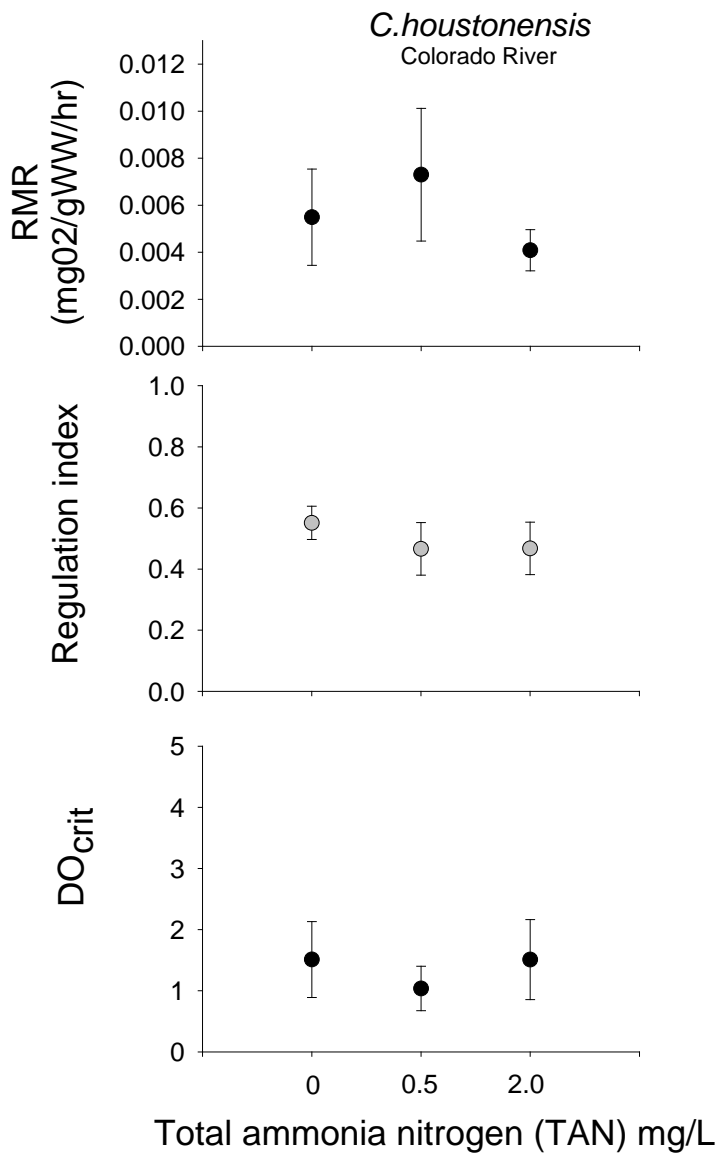 C.houstonensis
Colorado River
RMR
(mg02/gWW/hr)
0.012
0.010
0.008
0.006
0.004
0.002
0.000
Regulation index
1.0
0.8
0.6
0.4
0.2
0.0
DOcrit
5
4
3
2
1
0
0 0.5 2.0
Total ammonia nitrogen (TAN) mg/L